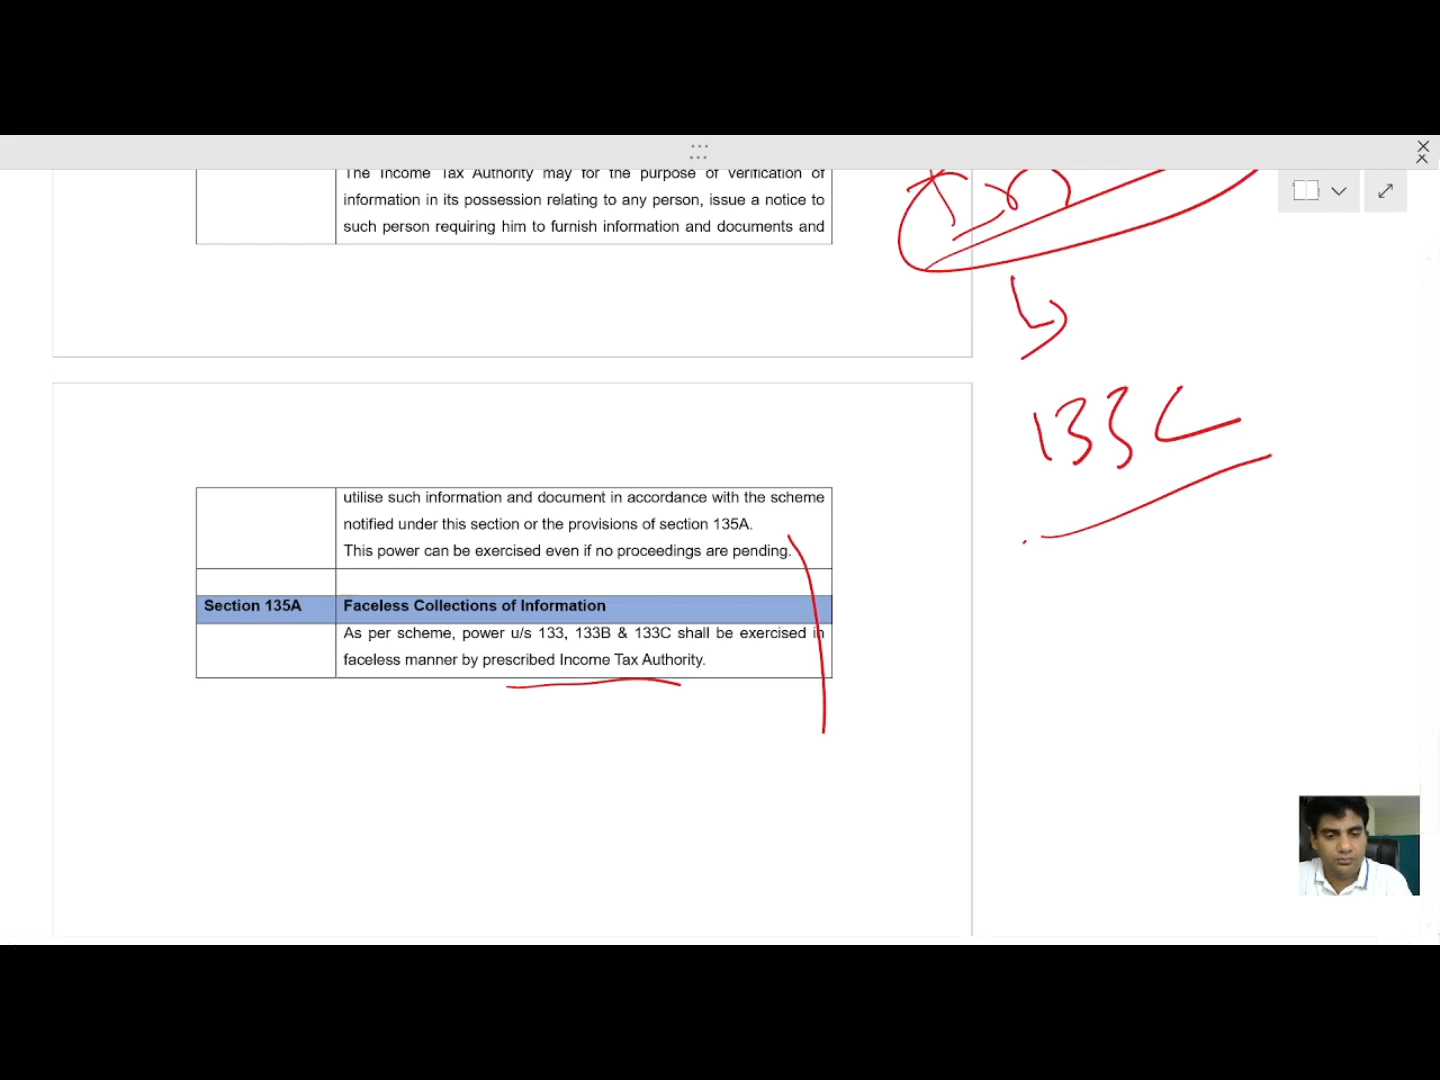 The Income Tax Authority may for the purpose of verification of
information in its possession relating to any person, issue a notice to
such person requiring him to furnish information and documents and
133C
utilise such information and document in accordance with the scheme
notified under this section or the provisions of section 135A.
This power can be exercised even if no proceedings are pending.
Section 135A Faceless Collections of Information
As per scheme, power u/s 133, 133B & 133C shall be exercised in
faceless manner by prescribed Income Tax Authority.